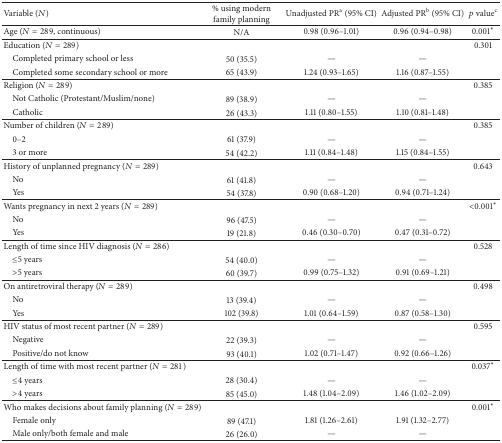 Variable (N) % using modern family planning Unadjusted PRᵃ (95% CI) Adjusted PRᵇ (95% CI) p valueᶜ
Age (N = 289, continuous) N/A 0.98 (0.96–1.01) 0.96 (0.94–0.98) 0.001*
Education (N = 289) 0.301
Completed primary school or less 50 (35.5) — —
Completed some secondary school or more 65 (43.9) 1.24 (0.93–1.65) 1.16 (0.87–1.55)
Religion (N = 289) 0.385
Not Catholic (Protestant/Muslim/none) 89 (38.9) — —
Catholic 26 (43.3) 1.11 (0.80–1.55) 1.10 (0.81–1.48)
Number of children (N = 289) 0.385
0–2 61 (37.9) — —
3 or more 54 (42.2) 1.11 (0.84–1.48) 1.15 (0.84–1.55)
History of unplanned pregnancy (N = 289) 0.643
No 61 (41.8) — —
Yes 54 (37.8) 0.90 (0.68–1.20) 0.94 (0.71–1.24)
Wants pregnancy in next 2 years (N = 289) <0.001*
No 96 (47.5) — —
Yes 19 (21.8) 0.46 (0.30–0.70) 0.47 (0.31–0.72)
Length of time since HIV diagnosis (N = 286) 0.528
≤5 years 54 (40.0) — —
>5 years 60 (39.7) 0.99 (0.75–1.32) 0.91 (0.69–1.21)
On antiretroviral therapy (N = 289) 0.498
No 13 (39.4) — —
Yes 102 (39.8) 1.01 (0.64–1.59) 0.87 (0.58–1.30)
HIV status of most recent partner (N = 289) 0.595
Negative 22 (39.3) — —
Positive/do not know 93 (40.1) 1.02 (0.71–1.47) 0.92 (0.66–1.26)
Length of time with most recent partner (N = 281) 0.037*
≤4 years 28 (30.4) — —
>4 years 85 (45.0) 1.48 (1.04–2.09) 1.46 (1.02–2.09)
Who makes decisions about family planning (N = 289) 0.001*
Female only 89 (47.1) 1.81 (1.26–2.61) 1.91 (1.32–2.77)
Male only/both female and male 26 (26.0) — —